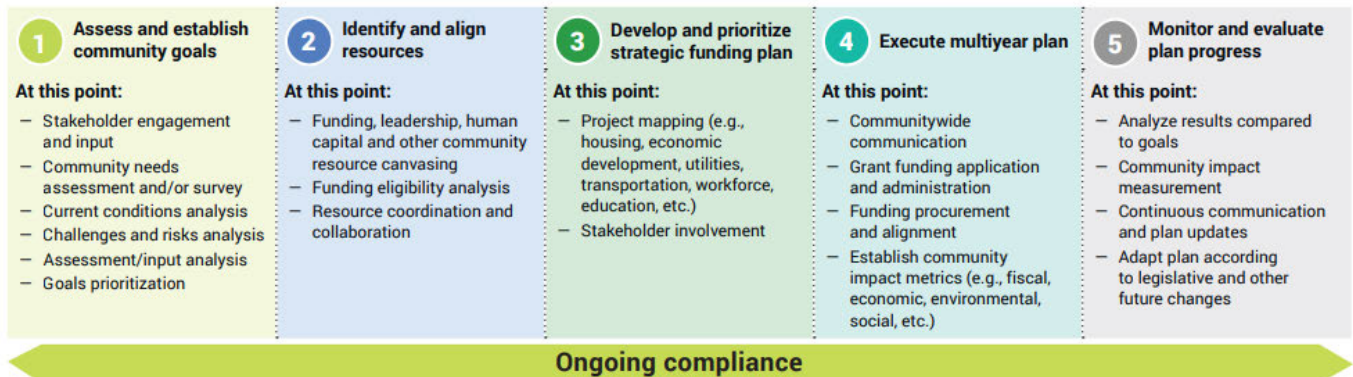 1
Assess and establish
community goals
At this point:
– Stakeholder engagement
and input
– Community needs
assessment and/or survey
– Current conditions analysis
– Challenges and risks analysis
– Assessment/input analysis
– Goals prioritization
2
Identify and align
resources
At this point:
– Funding, leadership, human
capital and other community
resource canvasing
– Funding eligibility analysis
– Resource coordination and
collaboration
3
Develop and prioritize
strategic funding plan
At this point:
– Project mapping (e.g.,
housing, economic
development, utilities,
transportation, workforce,
education, etc.)
– Stakeholder involvement
4
Execute multiyear plan
At this point:
– Communitywide
communication
– Grant funding application
and administration
– Funding procurement
and alignment
– Establish community
impact metrics (e.g., fiscal,
economic, environmental,
social, etc.)
5
Monitor and evaluate
plan progress
At this point:
– Analyze results compared
to goals
– Community impact
measurement
– Continuous communication
and plan updates
– Adapt plan according
to legislative and other
future changes
Ongoing compliance